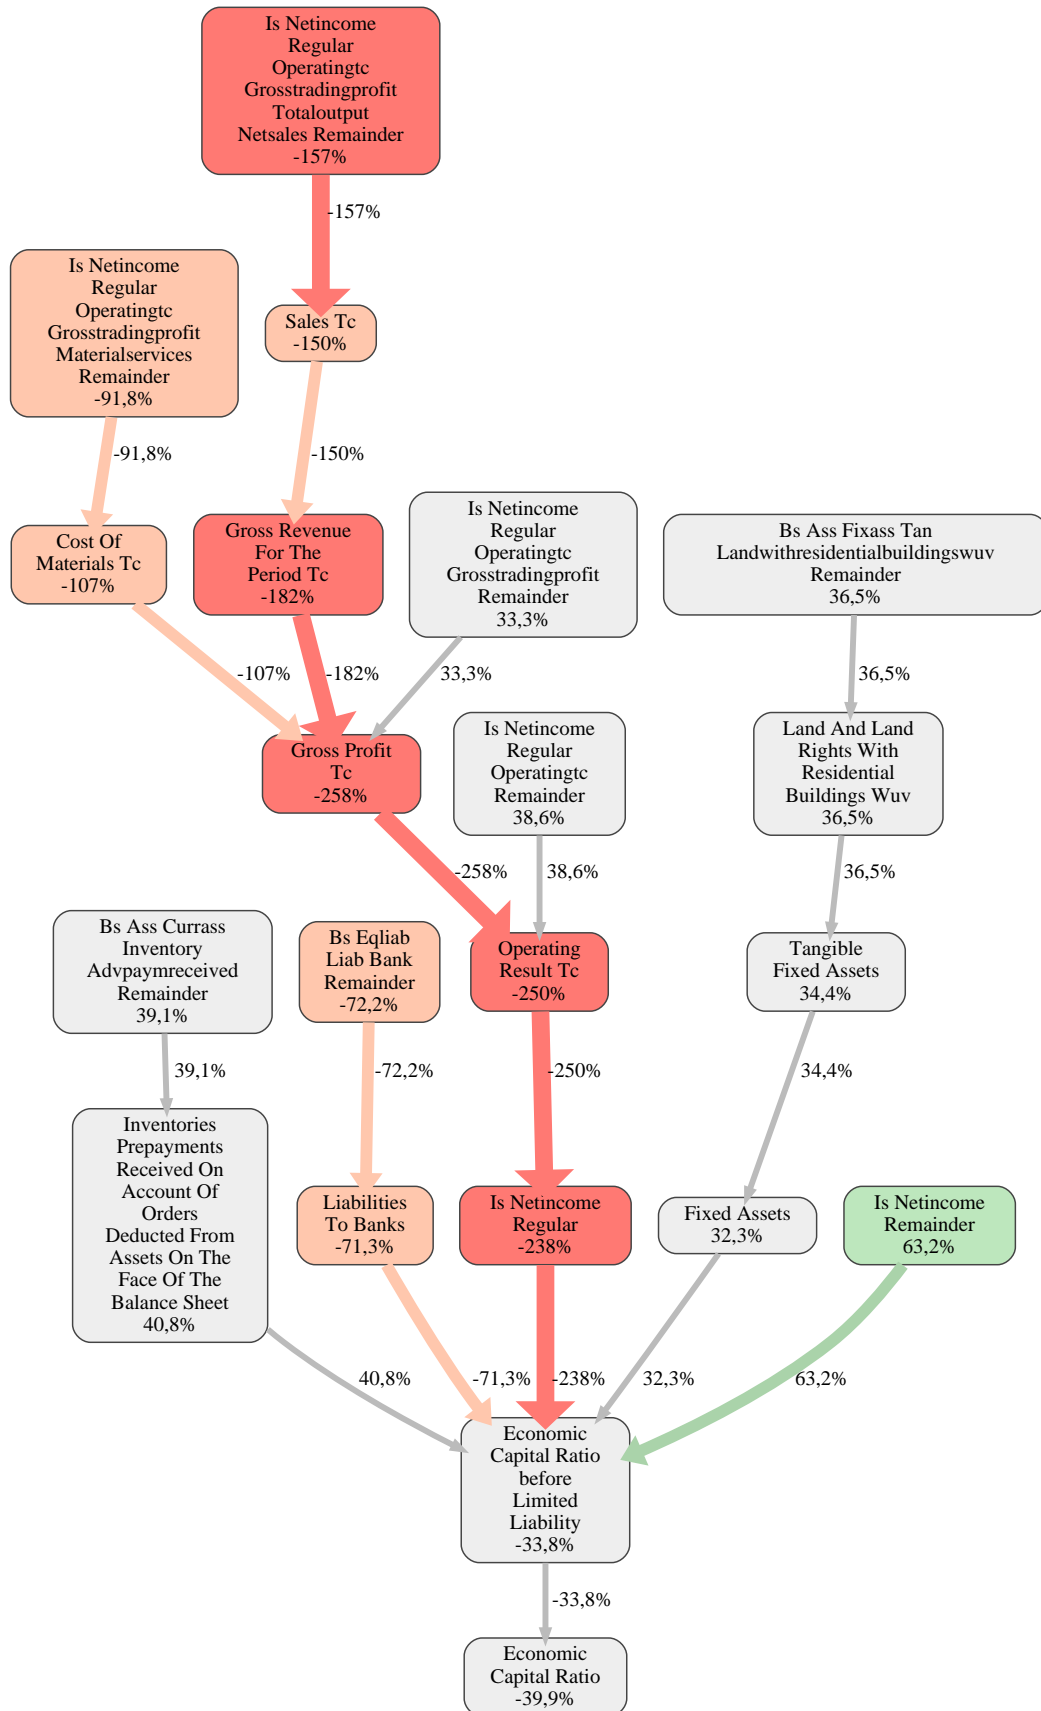 Is Netincome
Regular
Operatingtc
Grosstradingprofit
Totaloutput
Netsales Remainder
-157%
-157%
Is Netincome
Regular
Operatingtc
Grosstradingprofit
Materialservices
Remainder
-91,8%
Sales Tc
-150%
-91,8%
-150%
Cost Of
Materials Tc
-107%
Gross Revenue
For The
Period Tc
-182%
Is Netincome
Regular
Operatingtc
Grosstradingprofit
Remainder
33,3%
Bs Ass Fixass Tan
Landwithresidentialbuildingswuv
Remainder
36,5%
-107%
-182%
33,3%
36,5%
Gross Profit
Tc
-258%
Is Netincome
Regular
Operatingtc
Remainder
38,6%
Land And Land
Rights With
Residential
Buildings Wuv
36,5%
-258%
38,6%
36,5%
Bs Ass Currass
Inventory
Advpaymreceived
Remainder
39,1%
Bs Eqliab
Liab Bank
Remainder
-72,2%
Operating
Result Tc
-250%
Tangible
Fixed Assets
34,4%
39,1%
-72,2%
-250%
34,4%
Inventories
Prepayments
Received On
Account Of
Orders
Deducted From
Assets On The
Face Of The
Balance Sheet
40,8%
Liabilities
To Banks
-71,3%
Is Netincome
Regular
-238%
Fixed Assets
32,3%
Is Netincome
Remainder
63,2%
40,8%
-71,3%
-238%
32,3%
63,2%
Economic
Capital Ratio
before
Limited
Liability
-33,8%
-33,8%
Economic
Capital Ratio
-39,9%